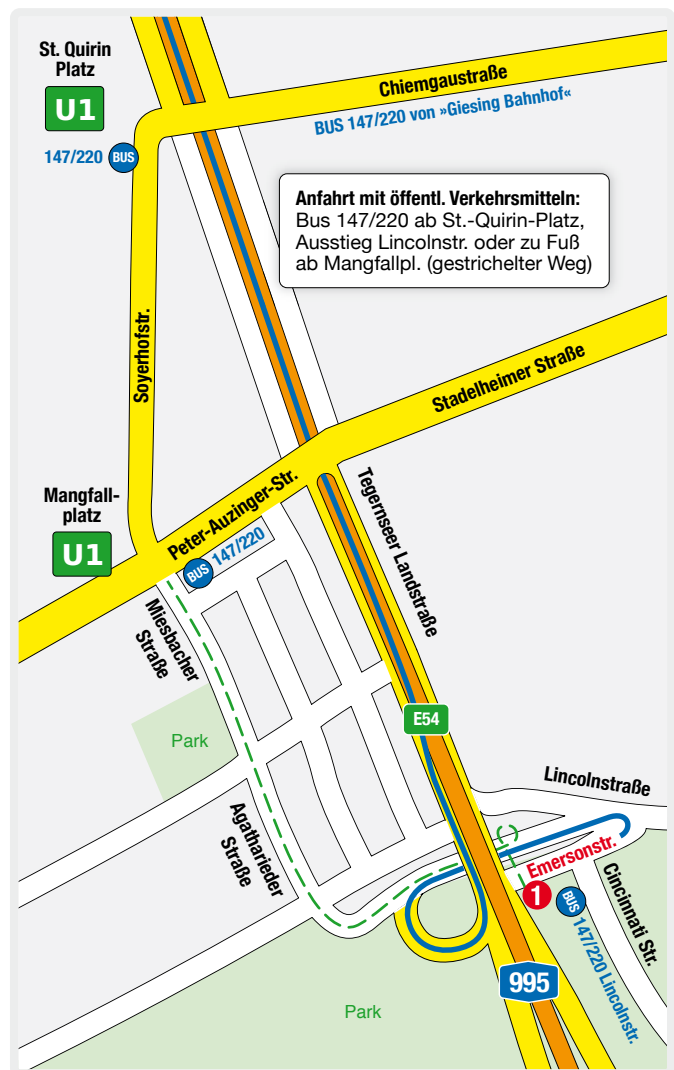 St. Quirin
Platz
U1
147/220 BUS
Chiemgaustraße
BUS 147/220 von »Giesing Bahnhof«
Anfahrt mit öffentl. Verkehrsmitteln:
Bus 147/220 ab St.-Quirin-Platz,
Ausstieg Lincolnstr. oder zu Fuß
ab Mangfallpl. (gestrichelter Weg)
Soyerhofstr.
Stadelheimer Straße
Mangfall-
platz
U1
Peter-Auzinger-Str.
BUS 147/220
Tegernseer Landstraße
Miesbacher
Straße
E54
Park
Lincolnstraße
Agatharieder
Straße
Emersonstr.
1
BUS
147/220 Lincolnstr.
Cincinnati Str.
995
Park